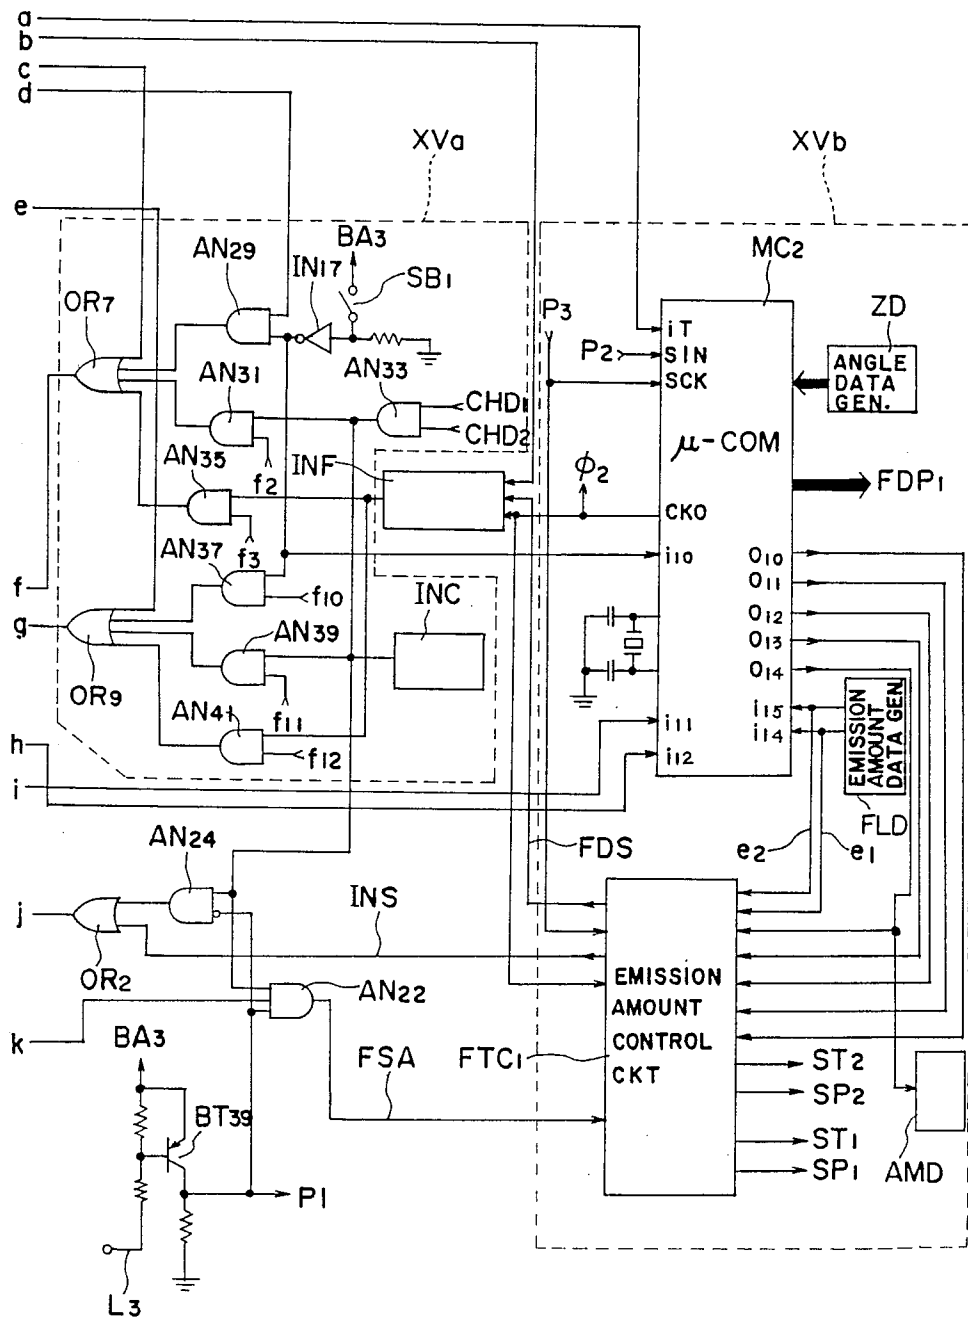 a
b
c
d
XVa
XVb
e
AN29
IN17
BA3
SB1
MC2
OR7
P3
iT
ZD
P2
SIN
ANGLE
DATA
GEN.
AN31
AN33
SCK
CHD1
CHD2
μ-COM
AN35
INF
f2
φ2
FDP1
CKO
f3
AN37
i10
O10
f
f10
INC
O11
O12
g
AN39
O13
O14
OR9
f11
i15
AN41
i11
i14
EMISSION
AMOUNT
DATA GEN
h
f12
i12
i
FLD
AN24
FDS
e2
e1
j
INS
OR2
AN22
EMISSION
AMOUNT
CONTROL
CKT
k
BA3
FSA
FTC1
ST2
SP2
BT39
ST1
SP1
AMD
P1
L3